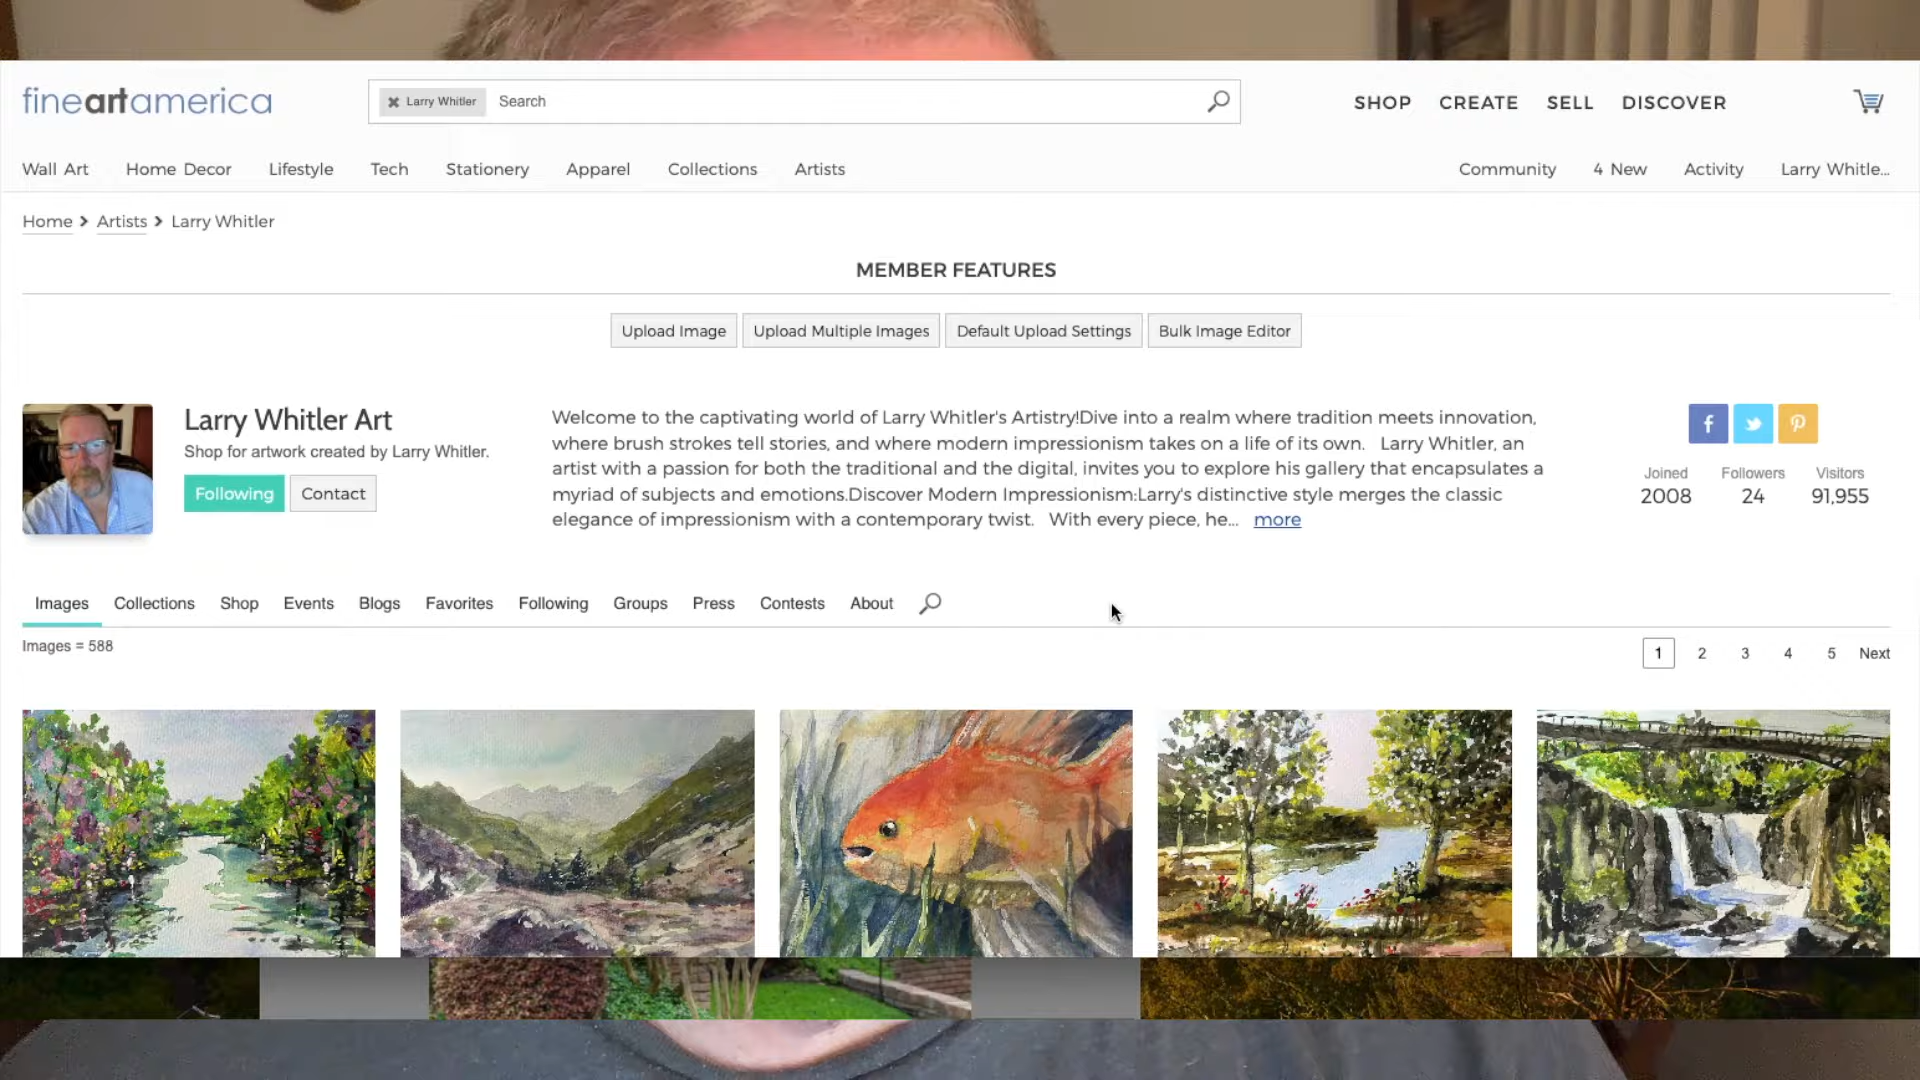 fineartamerica
✖ Larry Whitler Search
SHOP CREATE SELL DISCOVER
Wall Art Home Decor Lifestyle Tech Stationery Apparel Collections Artists
Community 4 New Activity Larry Whitle...
Home > Artists > Larry Whitler
MEMBER FEATURES
Upload Image Upload Multiple Images Default Upload Settings Bulk Image Editor
Larry Whitler Art
Shop for artwork created by Larry Whitler.
Following Contact
Welcome to the captivating world of Larry Whitler's Artistry!Dive into a realm where tradition meets innovation,
where brush strokes tell stories, and where modern impressionism takes on a life of its own. Larry Whitler, an
artist with a passion for both the traditional and the digital, invites you to explore his gallery that encapsulates a
myriad of subjects and emotions.Discover Modern Impressionism:Larry's distinctive style merges the classic
elegance of impressionism with a contemporary twist. With every piece, he... more
Joined Followers Visitors
2008 24 91,955
Images Collections Shop Events Blogs Favorites Following Groups Press Contests About
Images = 588
1 2 3 4 5 Next